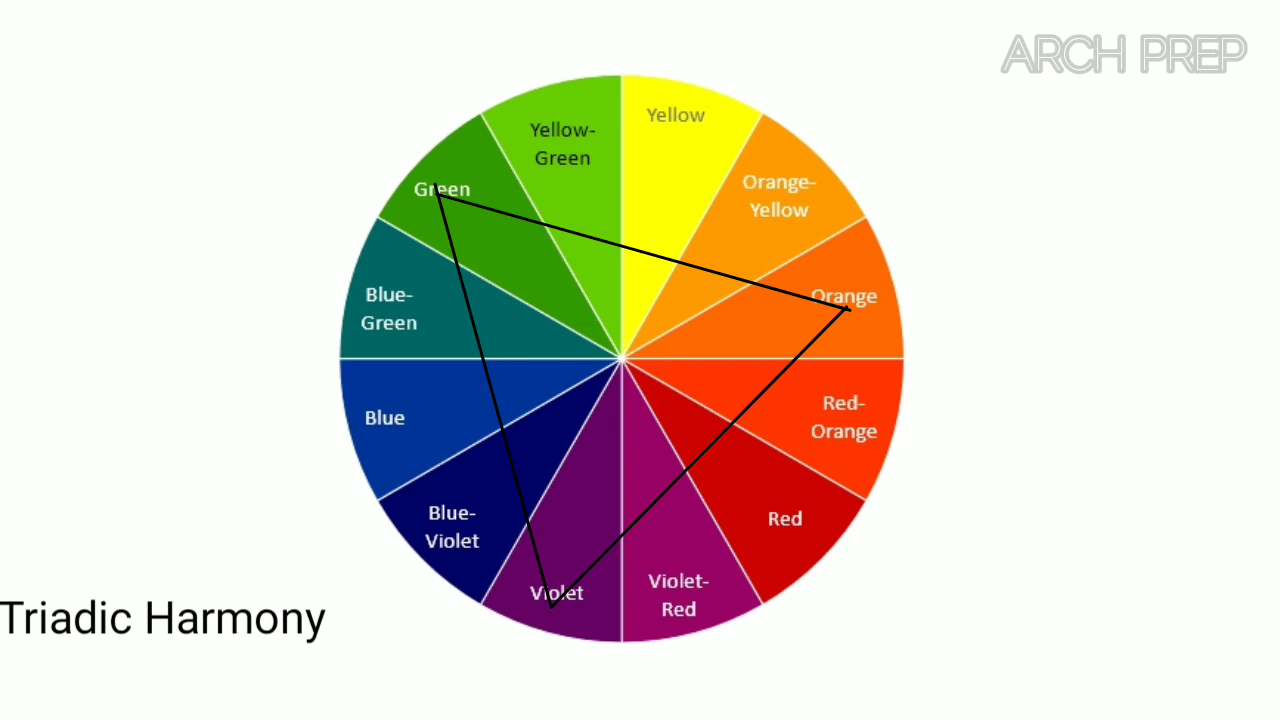 ARCH PREP
Yellow
Yellow-
Green
Orange-
Yellow
Green
Orange
Blue-
Green
Red-
Orange
Blue
Red
Blue-
Violet
Violet
Violet-
Red
Triadic Harmony